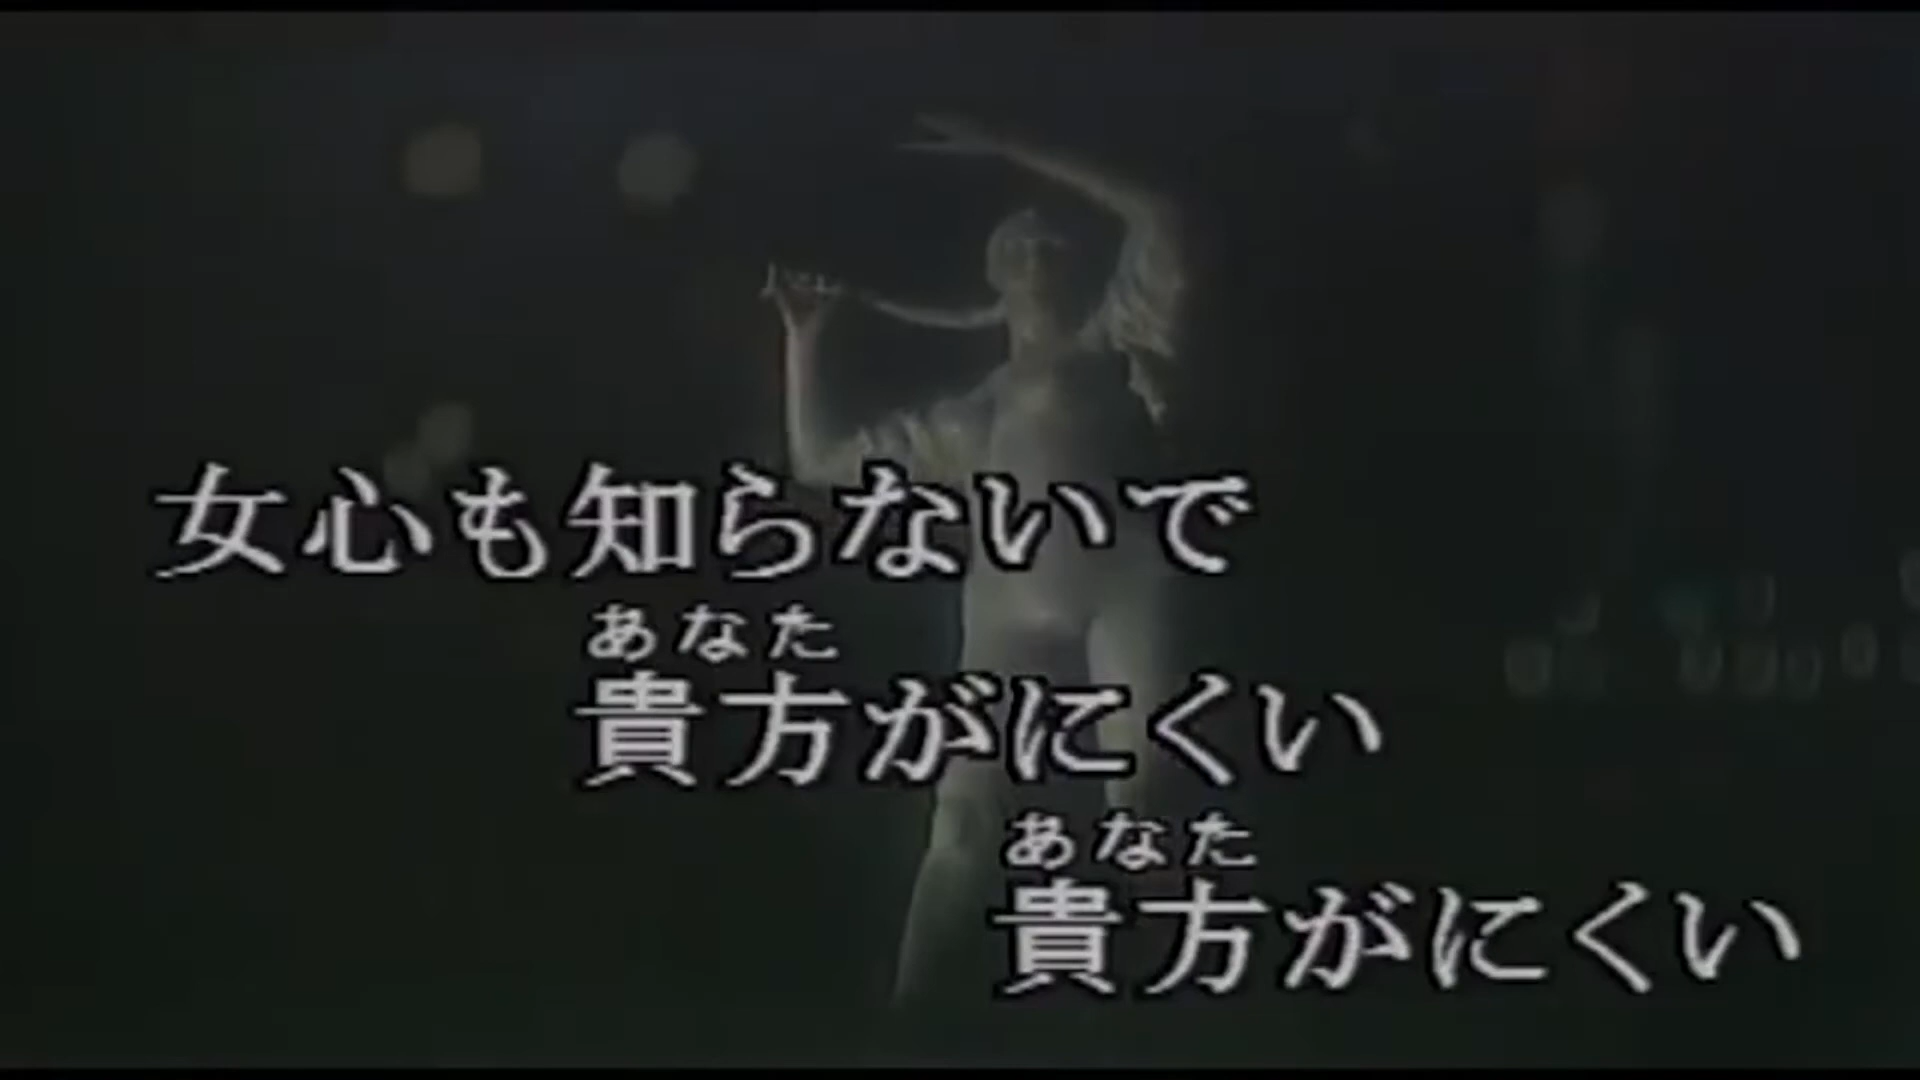 女心も知らないで
あなた
貴方がにくい
あなた
貴方がにくい